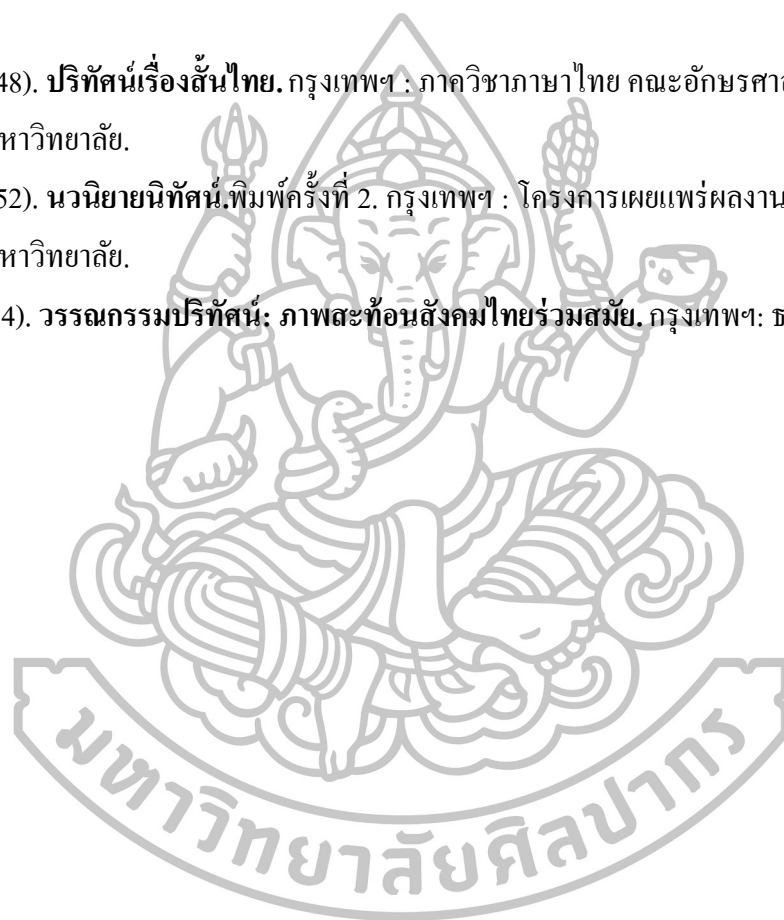 48). ปริทัศน์เรื่องสั้นไทย. กรุงเทพฯ : ภาควิชาภาษาไทย คณะอักษรศา
หาวิทยาลัย.
52). นวนิยายนิทัศน์.พิมพ์ครั้งที่ 2. กรุงเทพฯ : โครงการเผยแพร่ผลงาน
หาวิทยาลัย.
4). วรรณกรรมปริทัศน์: ภาพสะท้อนสังคมไทยร่วมสมัย. กรุงเทพฯ: ธ
มหาวิทยาลัยศิลปากร